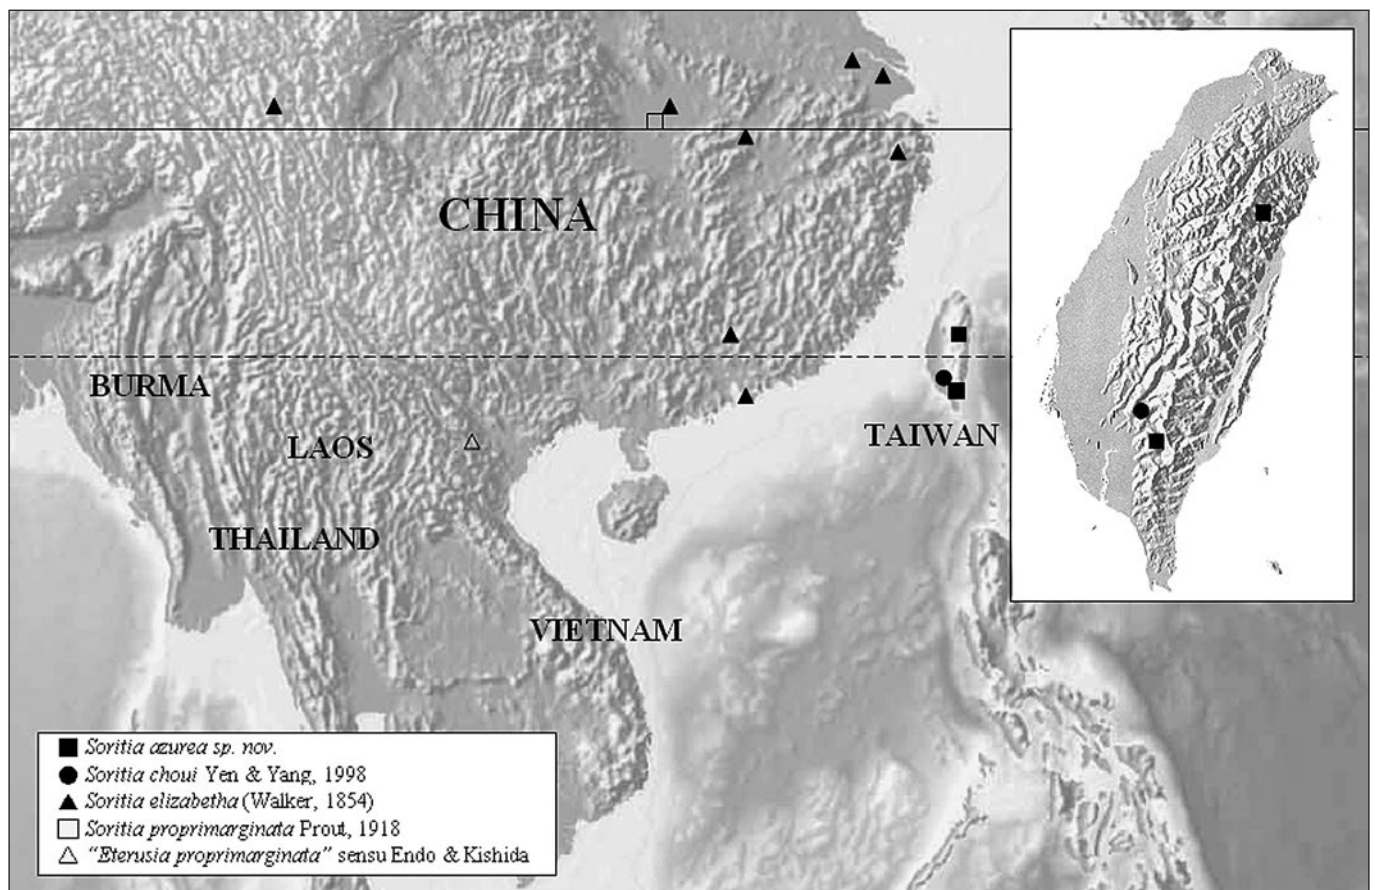 CHINA
BURMA
LAOS
TAIWAN
THAILAND
VIETNAM
Soritia azurea sp. nov.
Soritia choui Yen & Yang, 1998
Soritia elizabetha (Walker, 1854)
Soritia proprimarginata Prout, 1918
"Eterusia proprimarginata" sensu Endo & Kishida